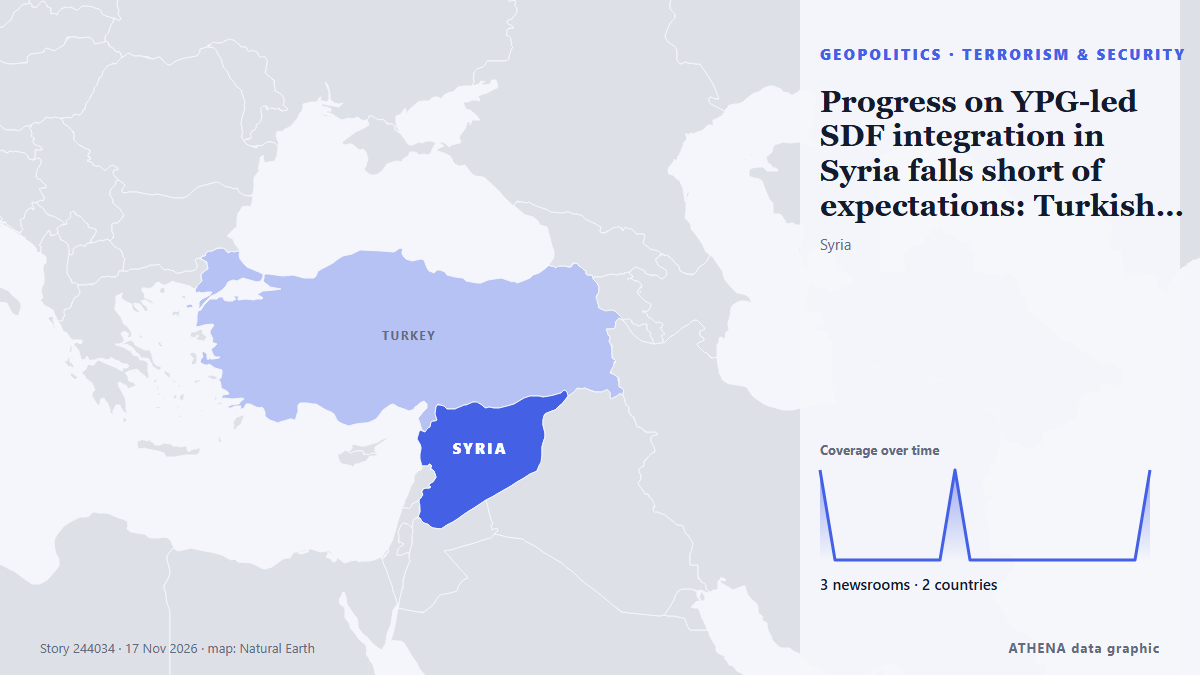 GEOPOLITICS · TERRORISM & SECURITY
Progress on YPG-led
SDF integration in
Syria falls short of
expectations: Turkish...
Syria
TURKEY
SYRIA
Coverage over time
3 newsrooms · 2 countries
Story 244034 · 17 Nov 2026 · map: Natural Earth
ATHENA data graphic